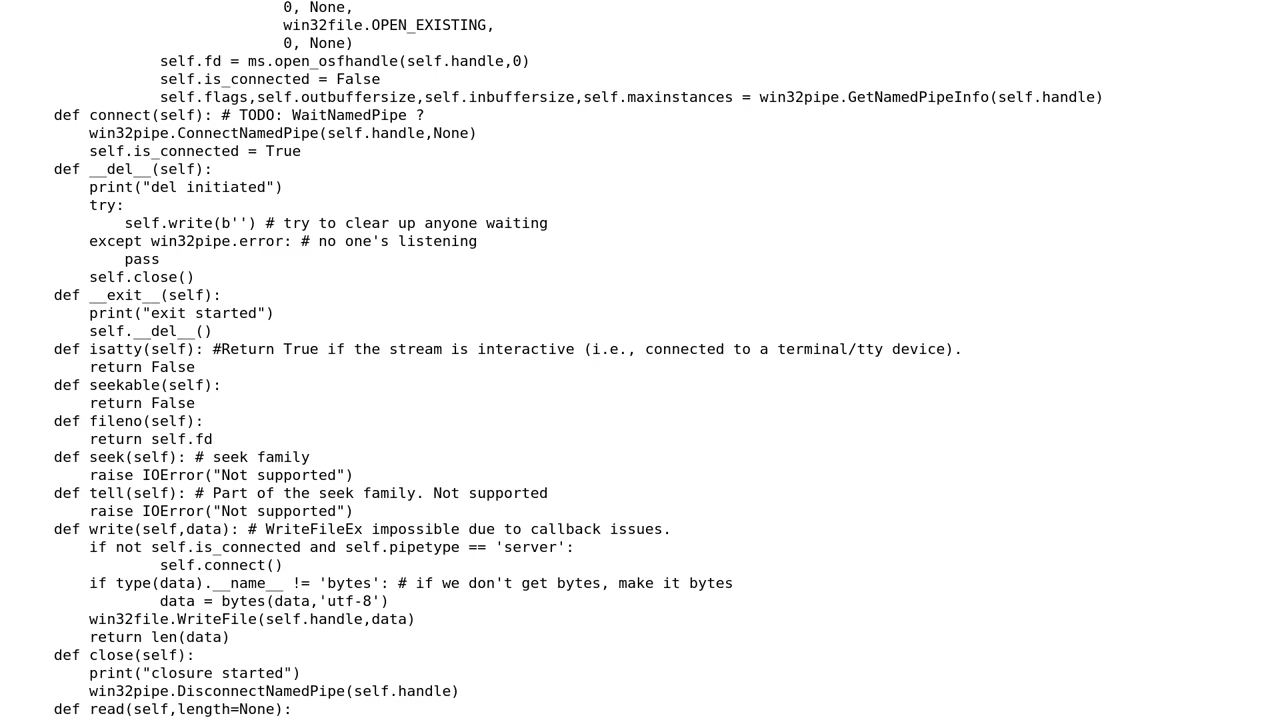 0, None,
                          win32file.OPEN_EXISTING,
                          0, None)
            self.fd = ms.open_osfhandle(self.handle,0)
            self.is_connected = False
            self.flags,self.outbuffersize,self.inbuffersize,self.maxinstances = win32pipe.GetNamedPipeInfo(self.handle)
def connect(self): # TODO: WaitNamedPipe ?
    win32pipe.ConnectNamedPipe(self.handle,None)
    self.is_connected = True
def __del__(self):
    print("del initiated")
    try:
        self.write(b'') # try to clear up anyone waiting
    except win32pipe.error: # no one's listening
        pass
    self.close()
def __exit__(self):
    print("exit started")
    self.__del__()
def isatty(self): #Return True if the stream is interactive (i.e., connected to a terminal/tty device).
    return False
def seekable(self):
    return False
def fileno(self):
    return self.fd
def seek(self): # seek family
    raise IOError("Not supported")
def tell(self): # Part of the seek family. Not supported
    raise IOError("Not supported")
def write(self,data): # WriteFileEx impossible due to callback issues.
    if not self.is_connected and self.pipetype == 'server':
            self.connect()
    if type(data).__name__ != 'bytes': # if we don't get bytes, make it bytes
            data = bytes(data,'utf-8')
    win32file.WriteFile(self.handle,data)
    return len(data)
def close(self):
    print("closure started")
    win32pipe.DisconnectNamedPipe(self.handle)
def read(self,length=None):